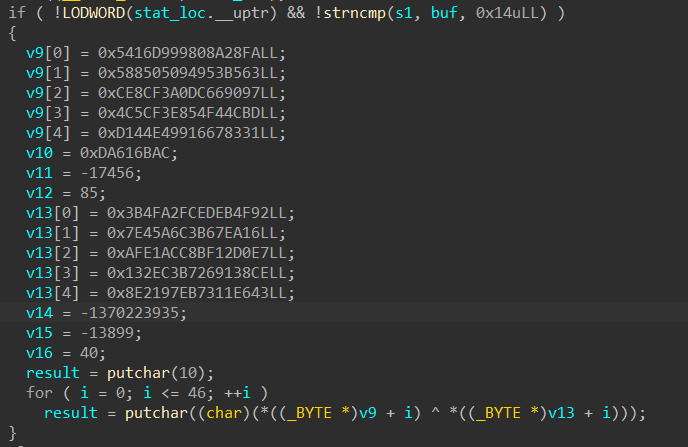 if ( !LODWORD(stat_loc.__uptr) && !strncmp(s1, buf, 0x14uLL) )
{
v9[0] = 0x5416D999808A28FALL;
v9[1] = 0x588505094953B563LL;
v9[2] = 0xCE8CF3A0DC669097LL;
v9[3] = 0x4C5CF3E854F44CBDLL;
v9[4] = 0xD144E49916678331LL;
v10 = 0xDA616BAC;
v11 = -17456;
v12 = 85;
v13[0] = 0x3B4FA2FCEDEB4F92LL;
v13[1] = 0x7E45A6C3B67EA16LL;
v13[2] = 0xAFE1ACC8BF12D0E7LL;
v13[3] = 0x132EC3B7269138CELL;
v13[4] = 0x8E2197EB7311E643LL;
v14 = -1370223935;
v15 = -13899;
v16 = 40;
result = putchar(10);
for ( i = 0; i <= 46; ++i )
result = putchar((char)(*((_BYTE *)v9 + i) ^ *((_BYTE *)v13 + i)));
}